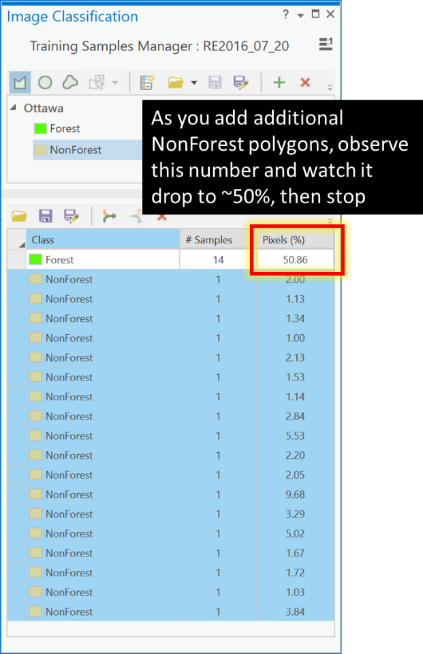 Image Classification
Training Samples Manager : RE2016_07_20
Ottawa
Forest
NonForest
As you add additional
NonForest polygons, observe
this number and watch it
drop to ~50%, then stop
Class # Samples Pixels (%)
Forest 14 50.86
NonForest 1 2.00
NonForest 1 1.13
NonForest 1 1.34
NonForest 1 1.00
NonForest 1 2.13
NonForest 1 1.53
NonForest 1 1.14
NonForest 1 2.84
NonForest 1 5.53
NonForest 1 2.20
NonForest 1 2.05
NonForest 1 9.68
NonForest 1 3.29
NonForest 1 5.02
NonForest 1 1.67
NonForest 1 1.72
NonForest 1 1.03
NonForest 1 3.84